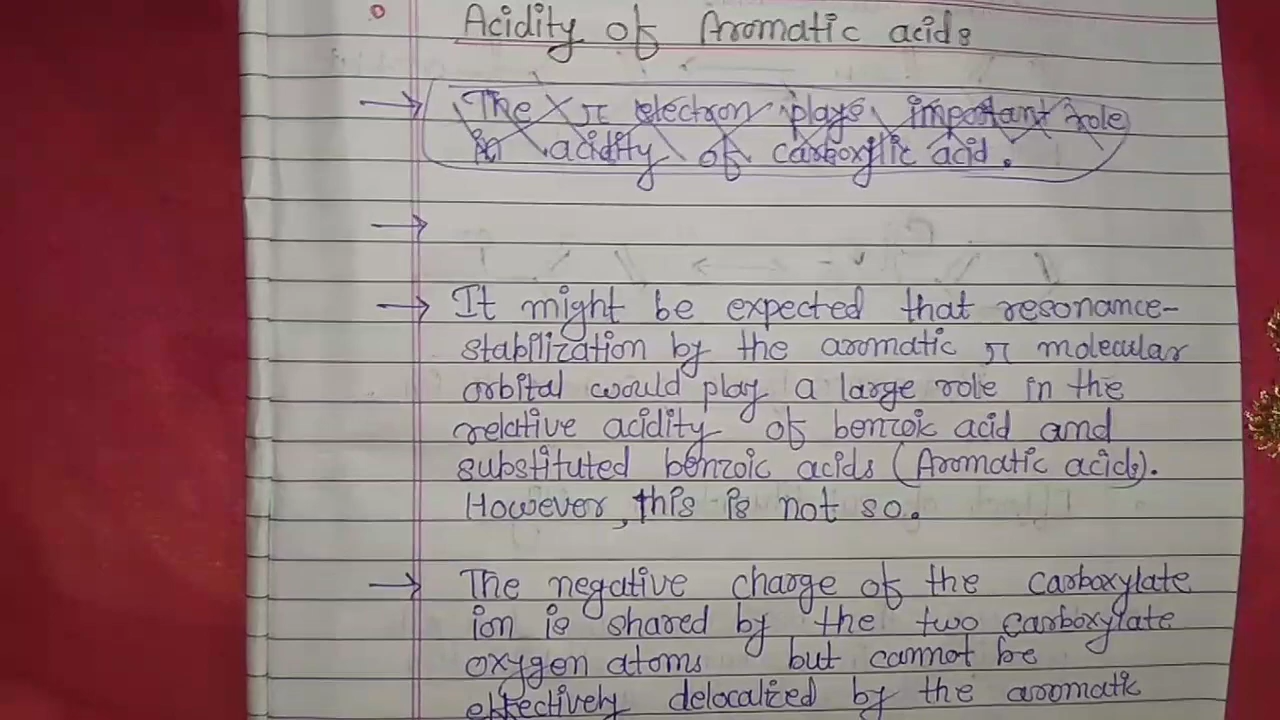 Acidity of Aromatic acids
→ The π electron plays important role
in acidity of carboxylic acid.
→
→ It might be expected that resonance-
stabilization by the aromatic π molecular
orbital would play a large role in the
relative acidity of benzoic acid and
substituted benzoic acids (Aromatic acids).
However, this is not so.
→ The negative charge of the carboxylate
ion is shared by the two carboxylate
oxygen atoms but cannot be
effectively delocalized by the aromatic